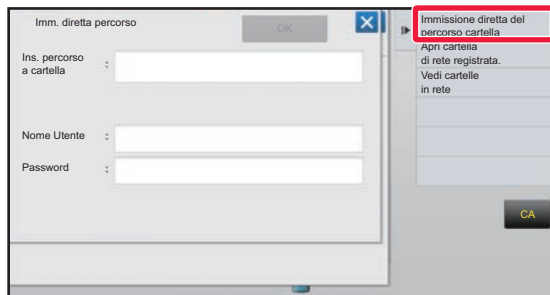 Imm. diretta percorso
OK
Ins. percorso
a cartella
:
Nome Utente :
Password :
Immissione diretta del
percorso cartella
Apri cartella
di rete registrata.
Vedi cartelle
in rete
CA